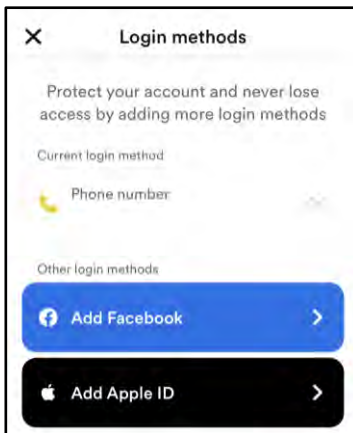 Login methods
Protect your account and never lose
access by adding more login methods
Current login method
Phone number
Other login methods
Add Facebook
Add Apple ID